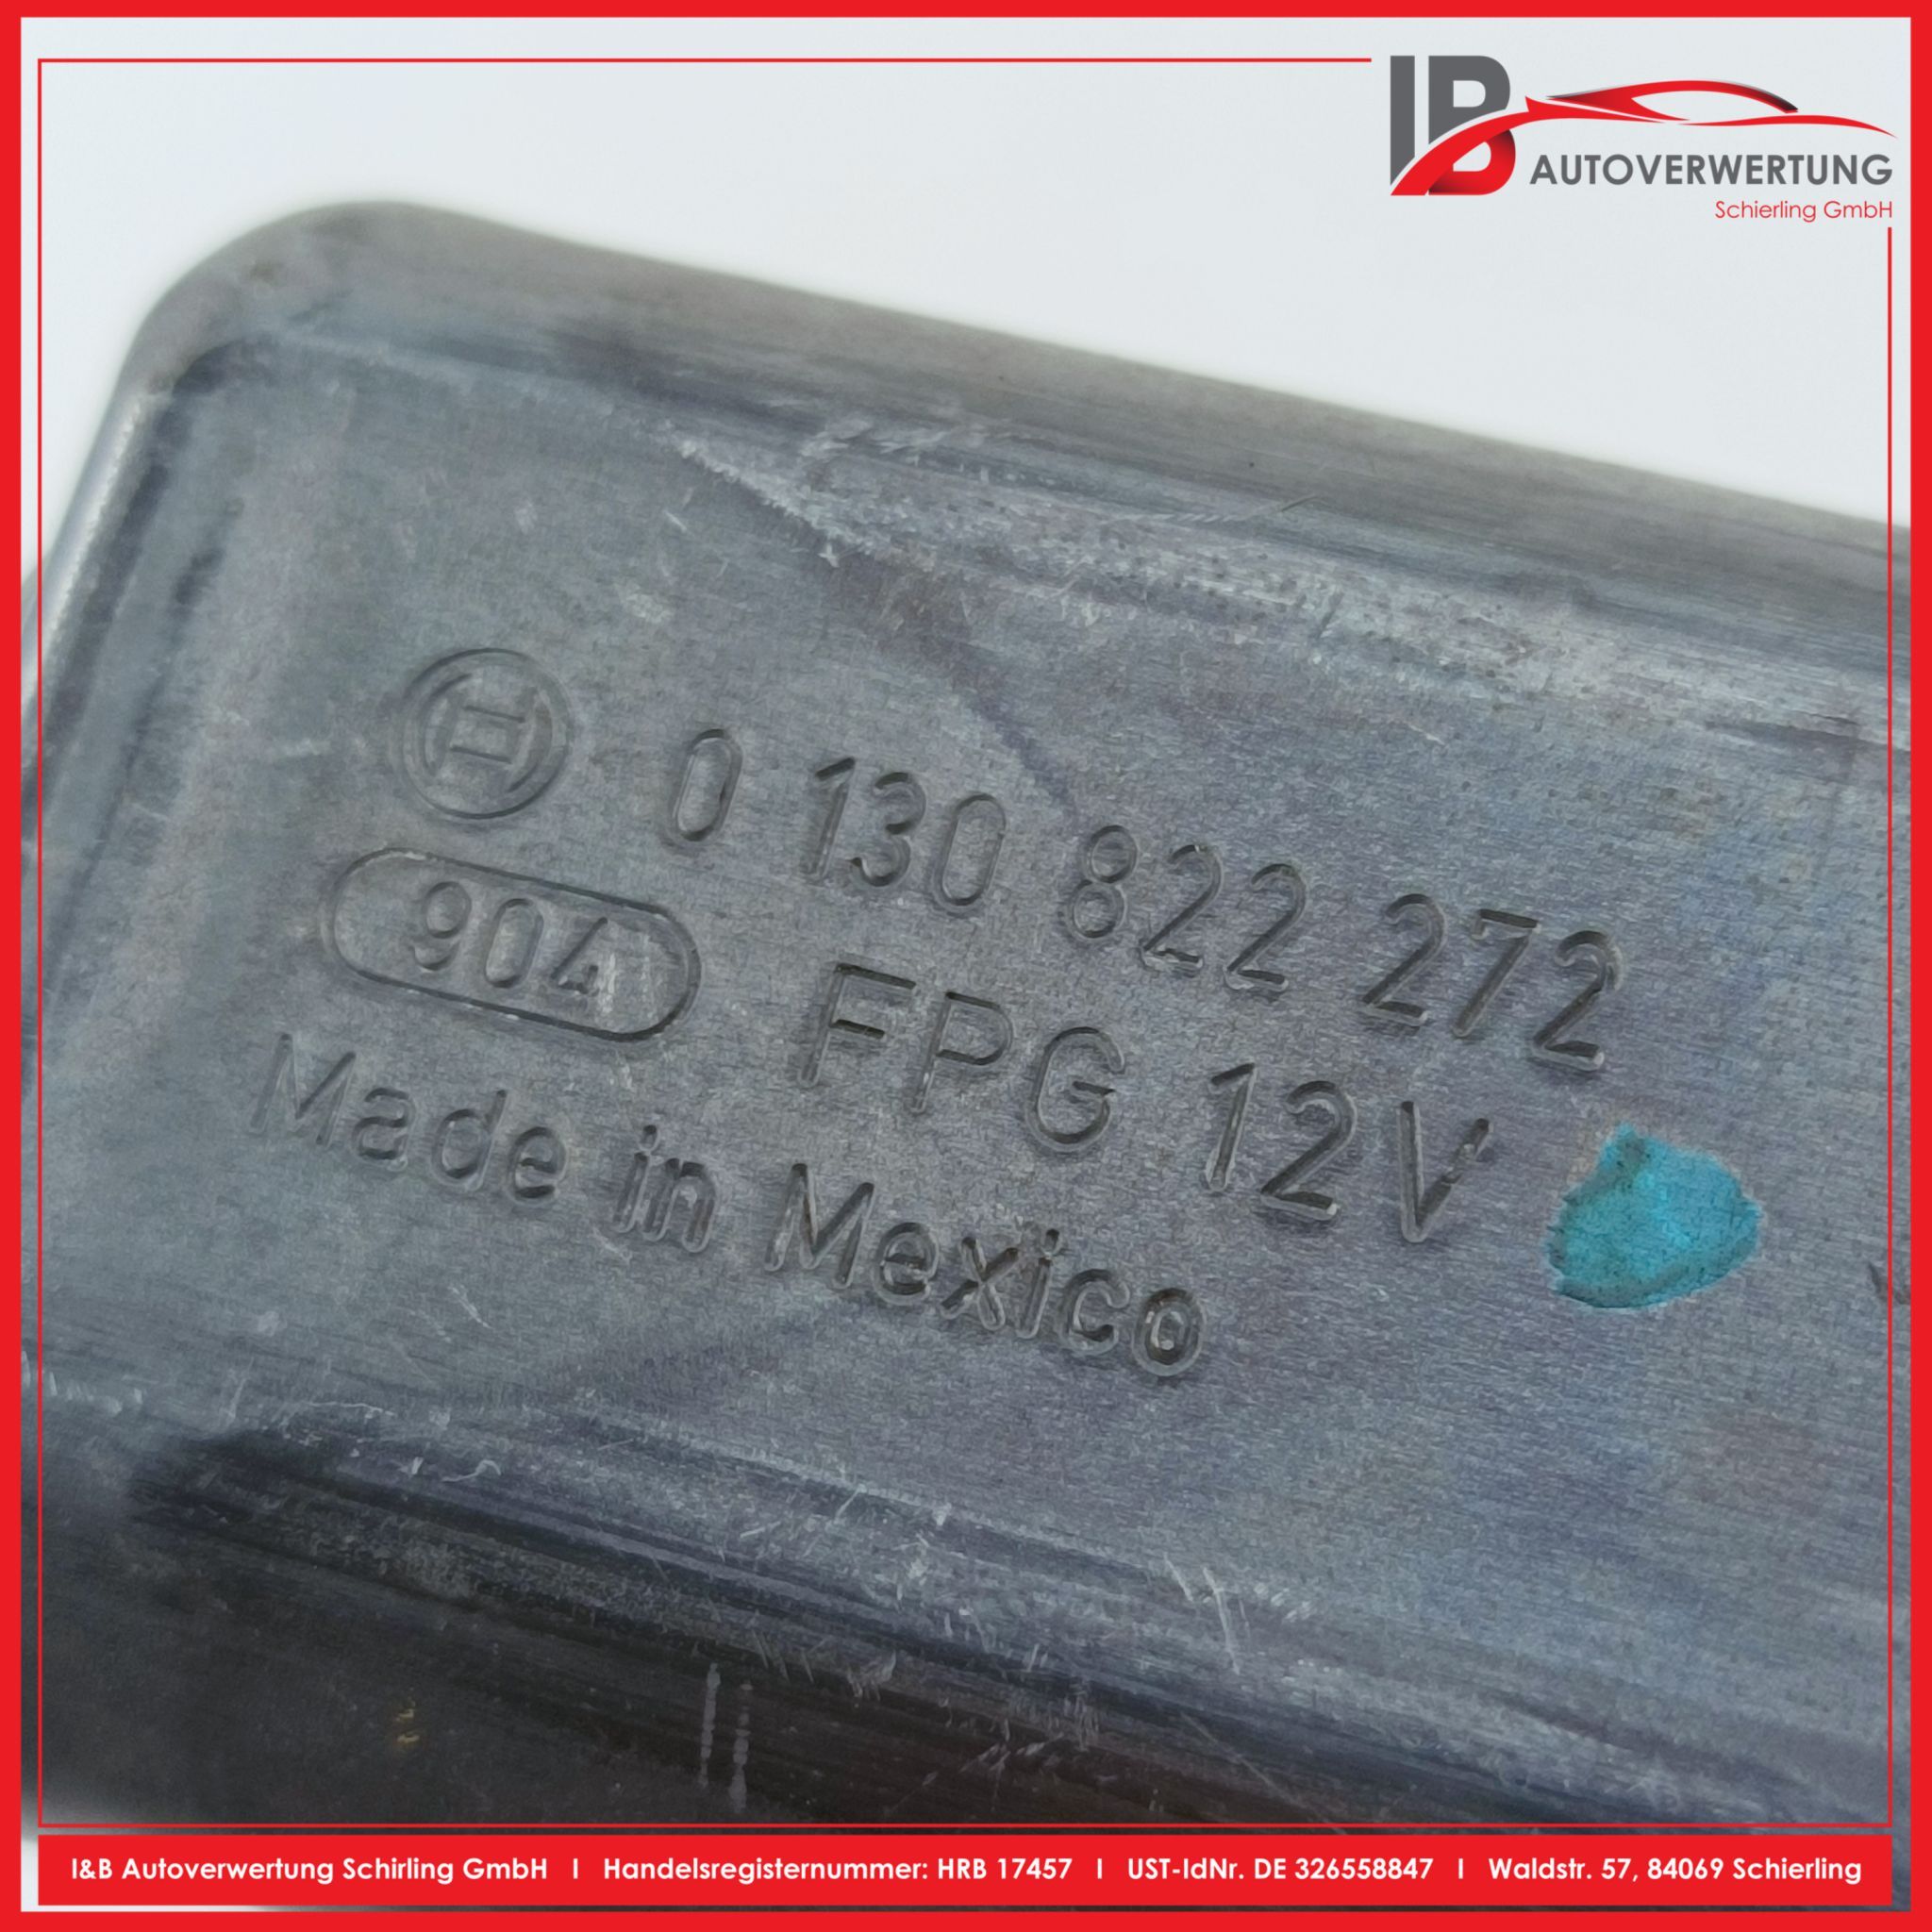 IB AUTOVERWERTUNG
Schierling GmbH
0 130 822 272
904 FPG 12V
Made in Mexico
I&B Autoverwertung Schirling GmbH I Handelsregisternummer: HRB 17457 I UST-IdNr. DE 326558847 I Waldstr. 57, 84069 Schierling